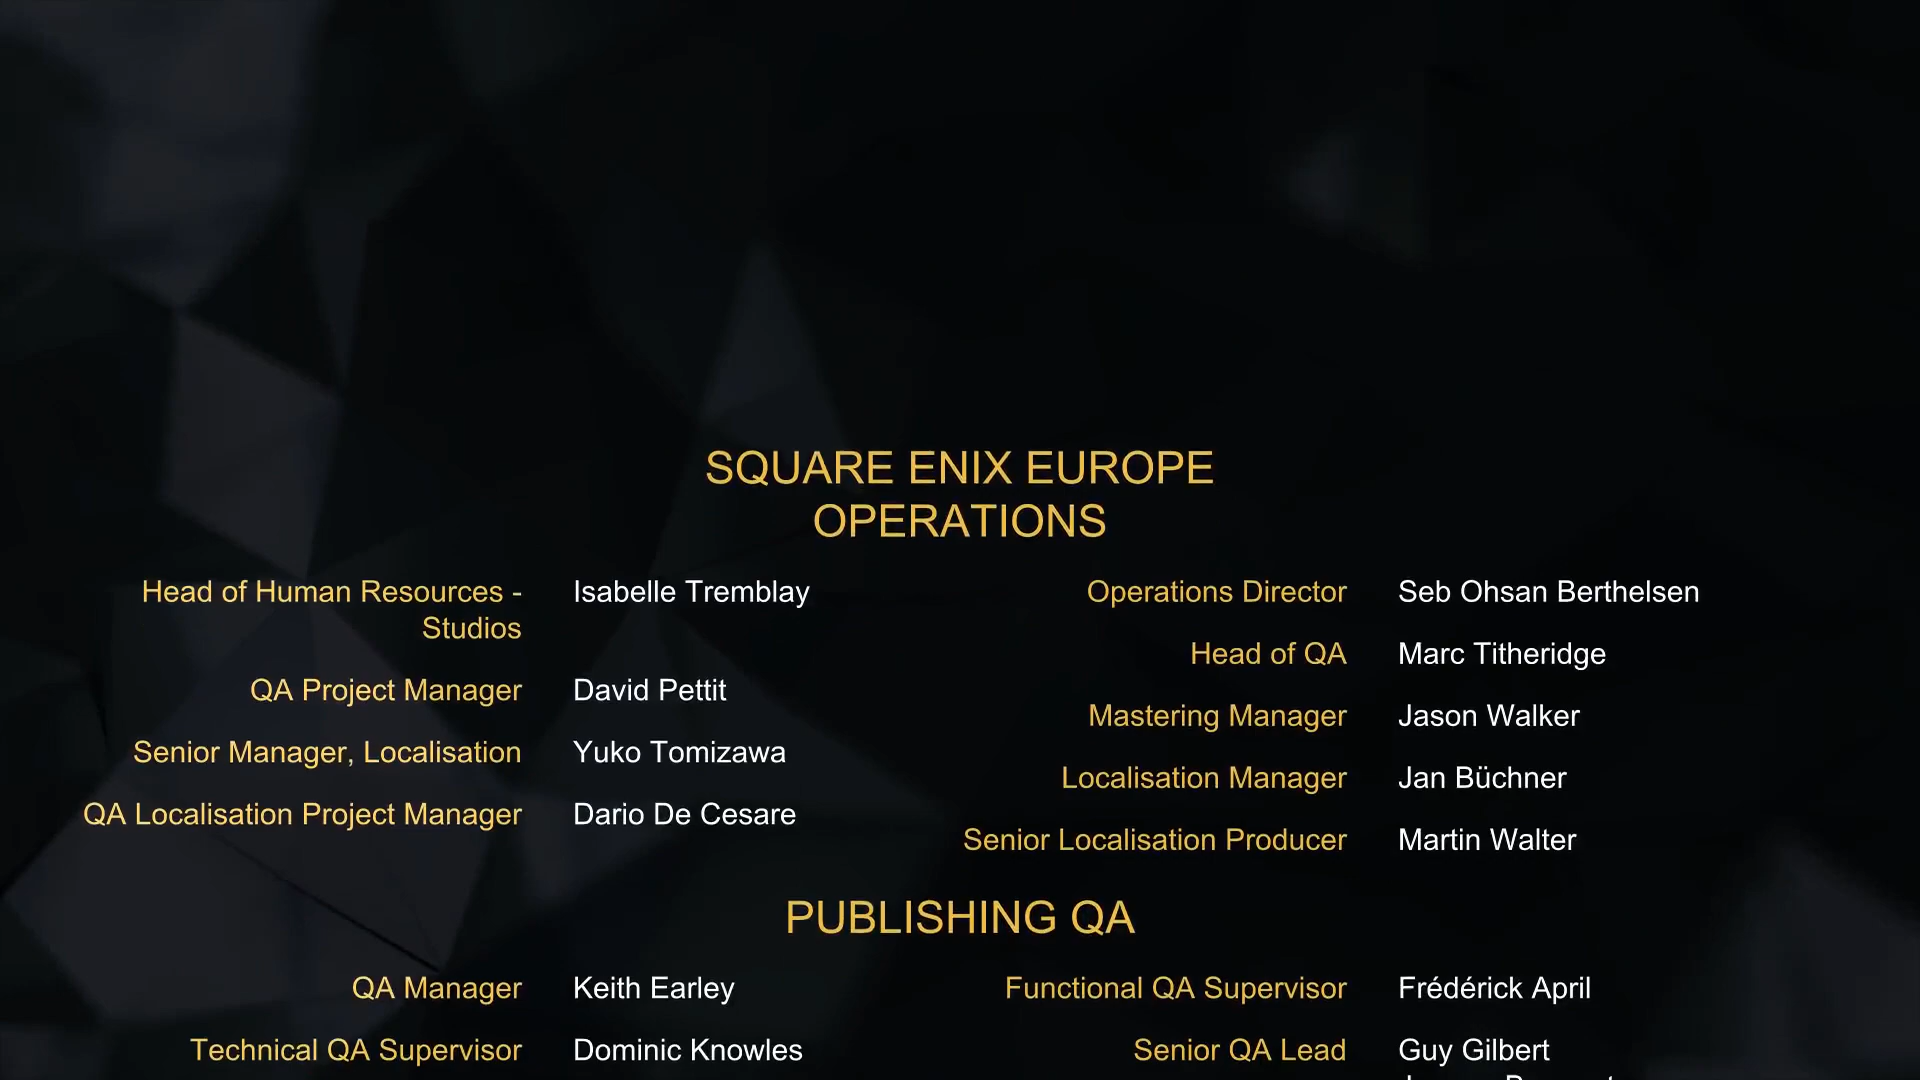 SQUARE ENIX EUROPE
OPERATIONS
Head of Human Resources -
Studios
Isabelle Tremblay
QA Project Manager
David Pettit
Senior Manager, Localisation
Yuko Tomizawa
QA Localisation Project Manager
Dario De Cesare
Operations Director
Seb Ohsan Berthelsen
Head of QA
Marc Titheridge
Mastering Manager
Jason Walker
Localisation Manager
Jan Büchner
Senior Localisation Producer
Martin Walter
PUBLISHING QA
QA Manager
Keith Earley
Technical QA Supervisor
Dominic Knowles
Functional QA Supervisor
Frédérick April
Senior QA Lead
Guy Gilbert